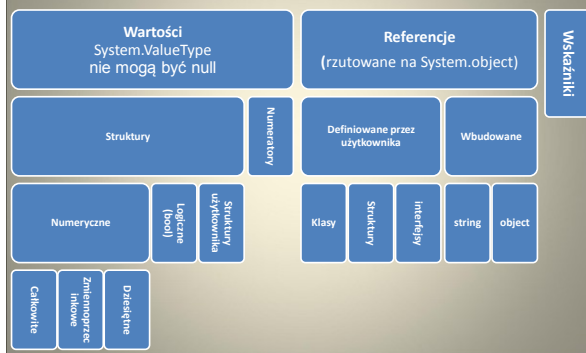 Wartości
System.ValueType
nie mogą być null
Referencje
(rzutowane na System.object)
Wskaźniki
Struktury
Numeratory
Definiowane przez
użytkownika
Wbudowane
Numeryczne
Logiczne
(bool)
Struktury
użytkownika
Klasy
Struktury
interfejsy
string
object
Całkowite
Zmiennoprzec
inkowe
Dziesiętne